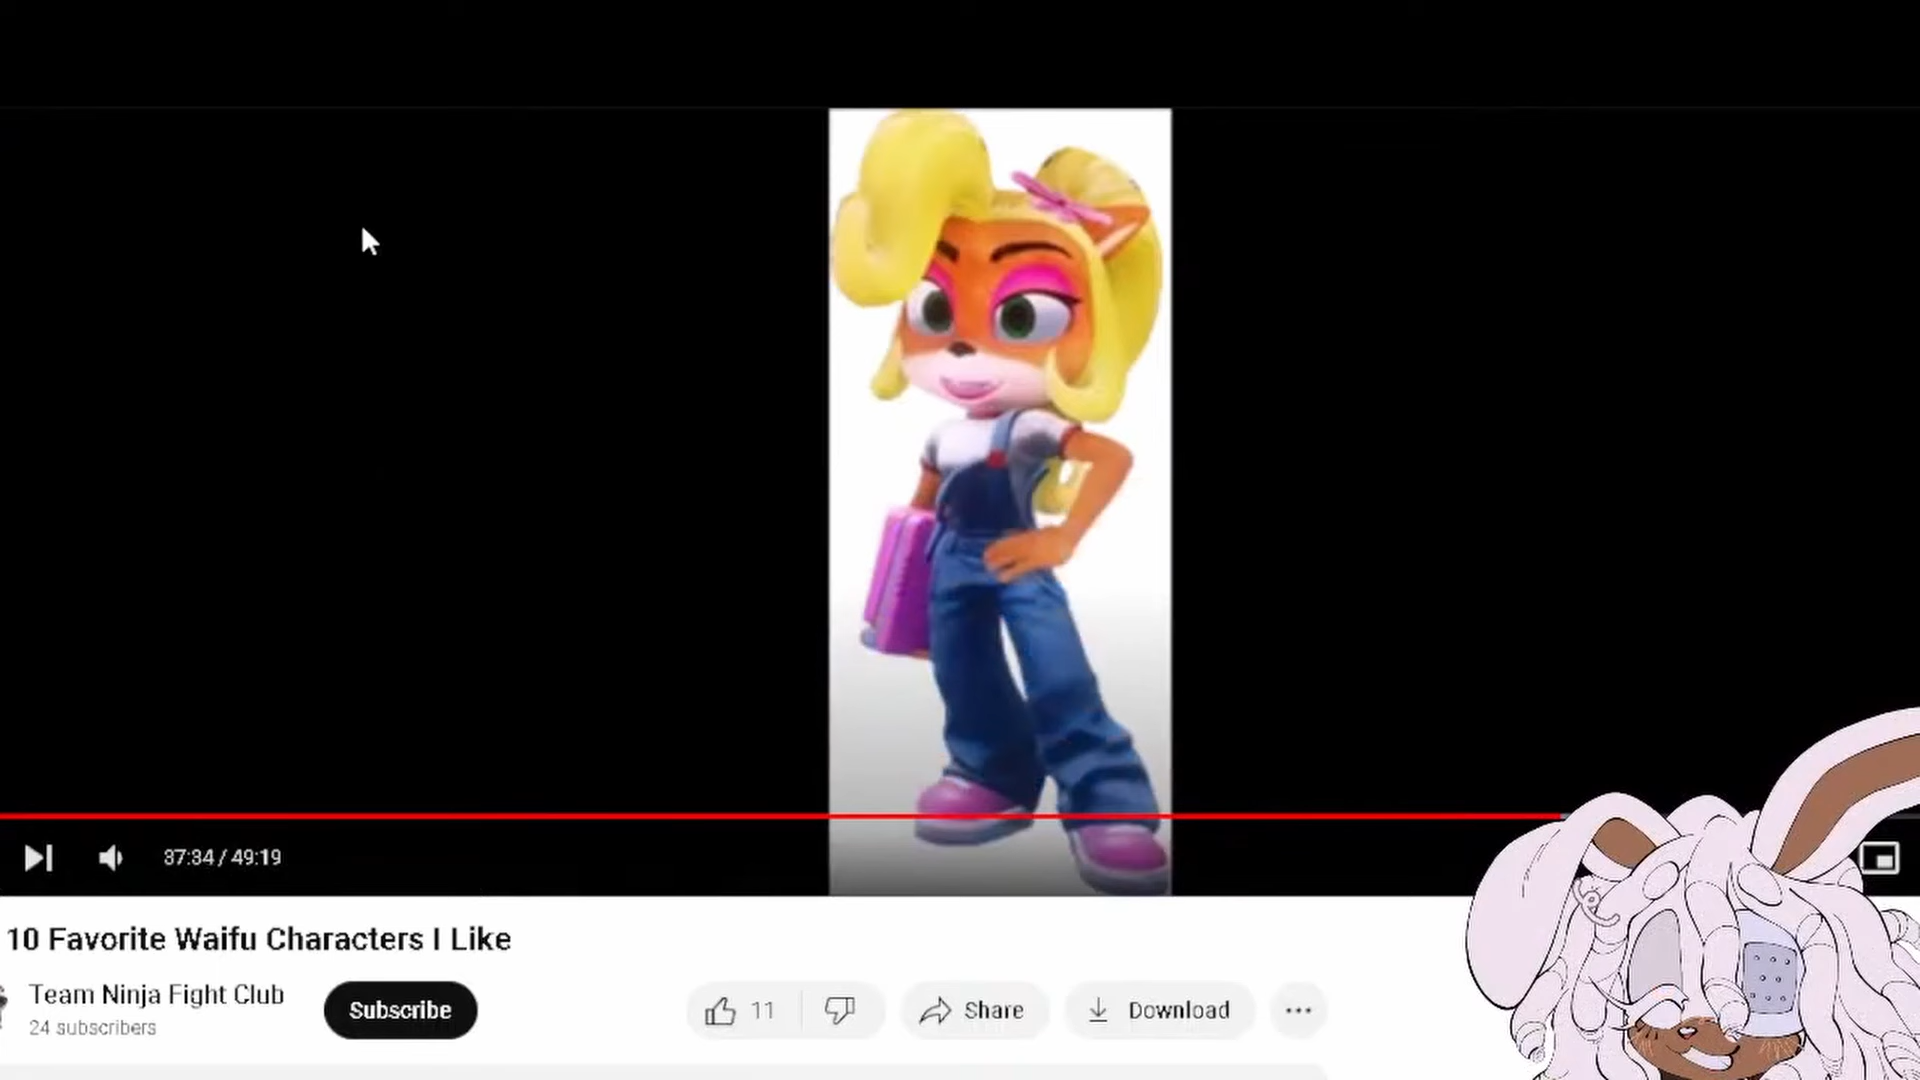 37:34 / 49:19
10 Favorite Waifu Characters I Like
Team Ninja Fight Club
24 subscribers
Subscribe
11
Share
Download